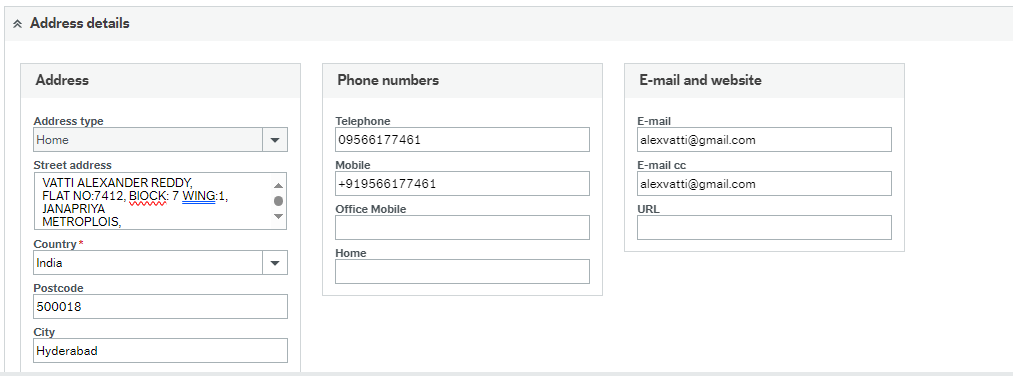 Address details
Address
Address type
Home
Street address
VATTI ALEXANDER REDDY,
FLAT NO:7412, BlOCK: 7 WING:1,
JANAPRIYA
METROPLOIS,
Country *
India
Postcode
500018
City
Hyderabad
Phone numbers
Telephone
09566177461
Mobile
+919566177461
Office Mobile
Home
E-mail and website
E-mail
alexvatti@gmail.com
E-mail cc
alexvatti@gmail.com
URL